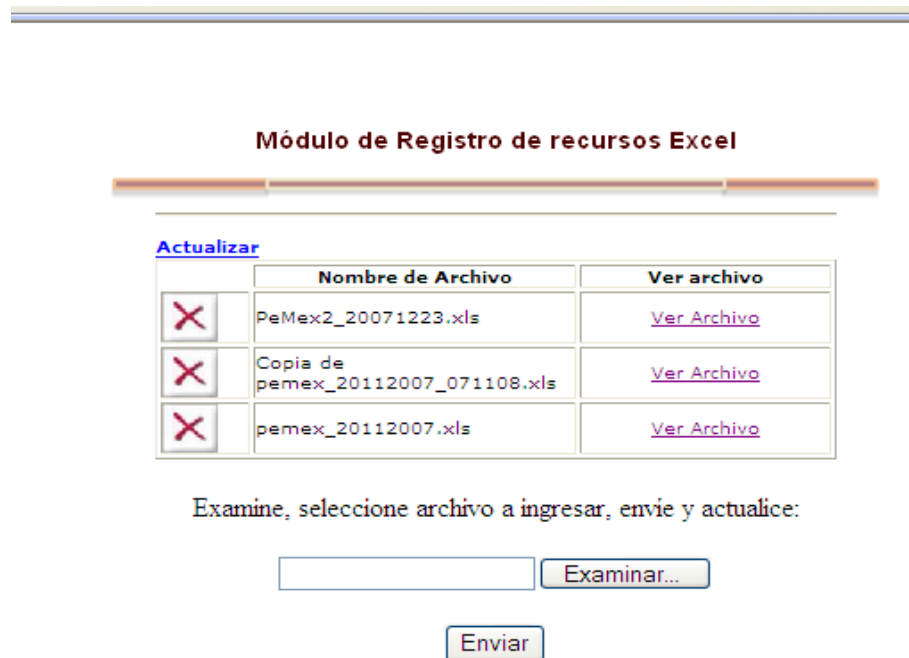 Módulo de Registro de recursos Excel
Actualizar
Nombre de Archivo Ver archivo
PeMex2_20071223.xls Ver Archivo
Copia de
pemex_20112007_071108.xls Ver Archivo
pemex_20112007.xls Ver Archivo
Examine, seleccione archivo a ingresar, envie y actualice:
Examinar...
Enviar